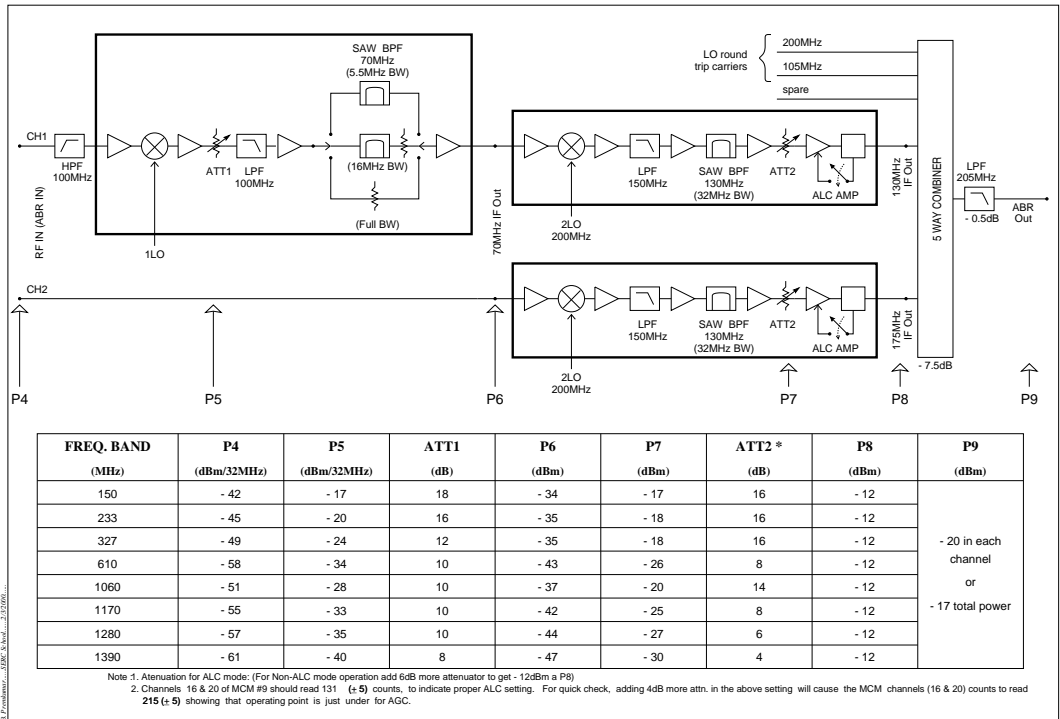 SAW BPF
70MHz
(5.5MHz BW)
LO round
trip carriers
200MHz
105MHz
spare
CH1
HPF
100MHz
ATT1
LPF
100MHz
(16MHz BW)
(Full BW)
1LO
RF IN (ABR IN)
70MHz IF Out
2LO
200MHz
LPF
150MHz
SAW BPF
130MHz
(32MHz BW)
ATT2
ALC AMP
130MHz
IF Out
5 WAY COMBINER
LPF
205MHz
- 0.5dB
ABR
Out
CH2
2LO
200MHz
LPF
150MHz
SAW BPF
130MHz
(32MHz BW)
ATT2
ALC AMP
175MHz
IF Out
- 7.5dB
P4 P5 P6 P7 P8 P9
FREQ. BAND P4 P5 ATT1 P6 P7 ATT2 * P8 P9
(MHz) (dBm/32MHz) (dBm/32MHz) (dB) (dBm) (dBm) (dB) (dBm) (dBm)
150 - 42 - 17 18 - 34 - 17 16 - 12
233 - 45 - 20 16 - 35 - 18 16 - 12
327 - 49 - 24 12 - 35 - 18 16 - 12
610 - 58 - 34 10 - 43 - 26 8 - 12
1060 - 51 - 28 10 - 37 - 20 14 - 12
1170 - 55 - 33 10 - 42 - 25 8 - 12
1280 - 57 - 35 10 - 44 - 27 6 - 12
1390 - 61 - 40 8 - 47 - 30 4 - 12
- 20 in each
channel
or
- 17 total power
Note :1. Atenuation for ALC mode: (For Non-ALC mode operation add 6dB more attenuator to get - 12dBm a P8)
2. Channels 16 & 20 of MCM #9 should read 131 (± 5) counts, to indicate proper ALC setting. For quick check, adding 4dB more attn. in the above setting will cause the MCM channels (16 & 20) counts to read
215 (± 5) showing that operating point is just under for AGC.